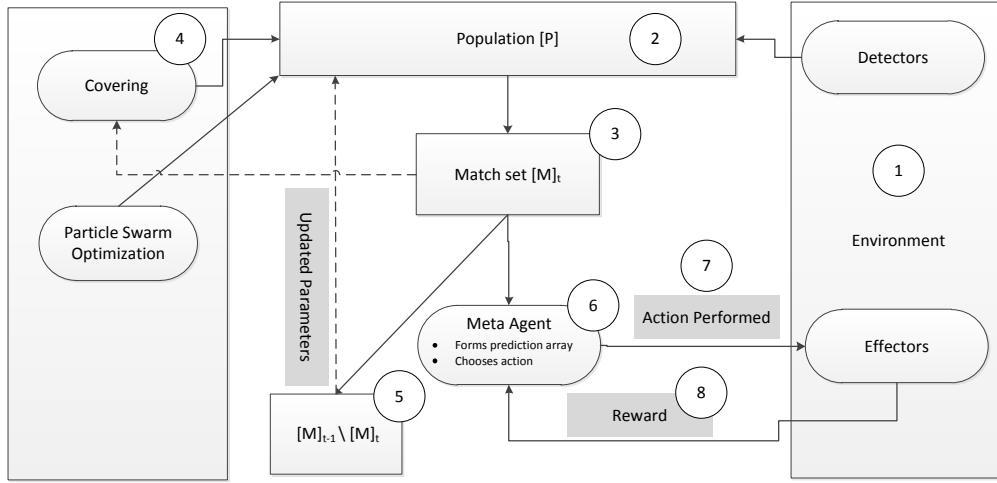 4
Population [P]
2
Detectors
Covering
3
Match set [M]t
1
Particle Swarm
Optimization
Updated Parameters
Environment
7
6
Meta Agent
• Forms prediction array
• Chooses action
Action Performed
Effectors
5
8
Reward
[M]t-1 \ [M]t